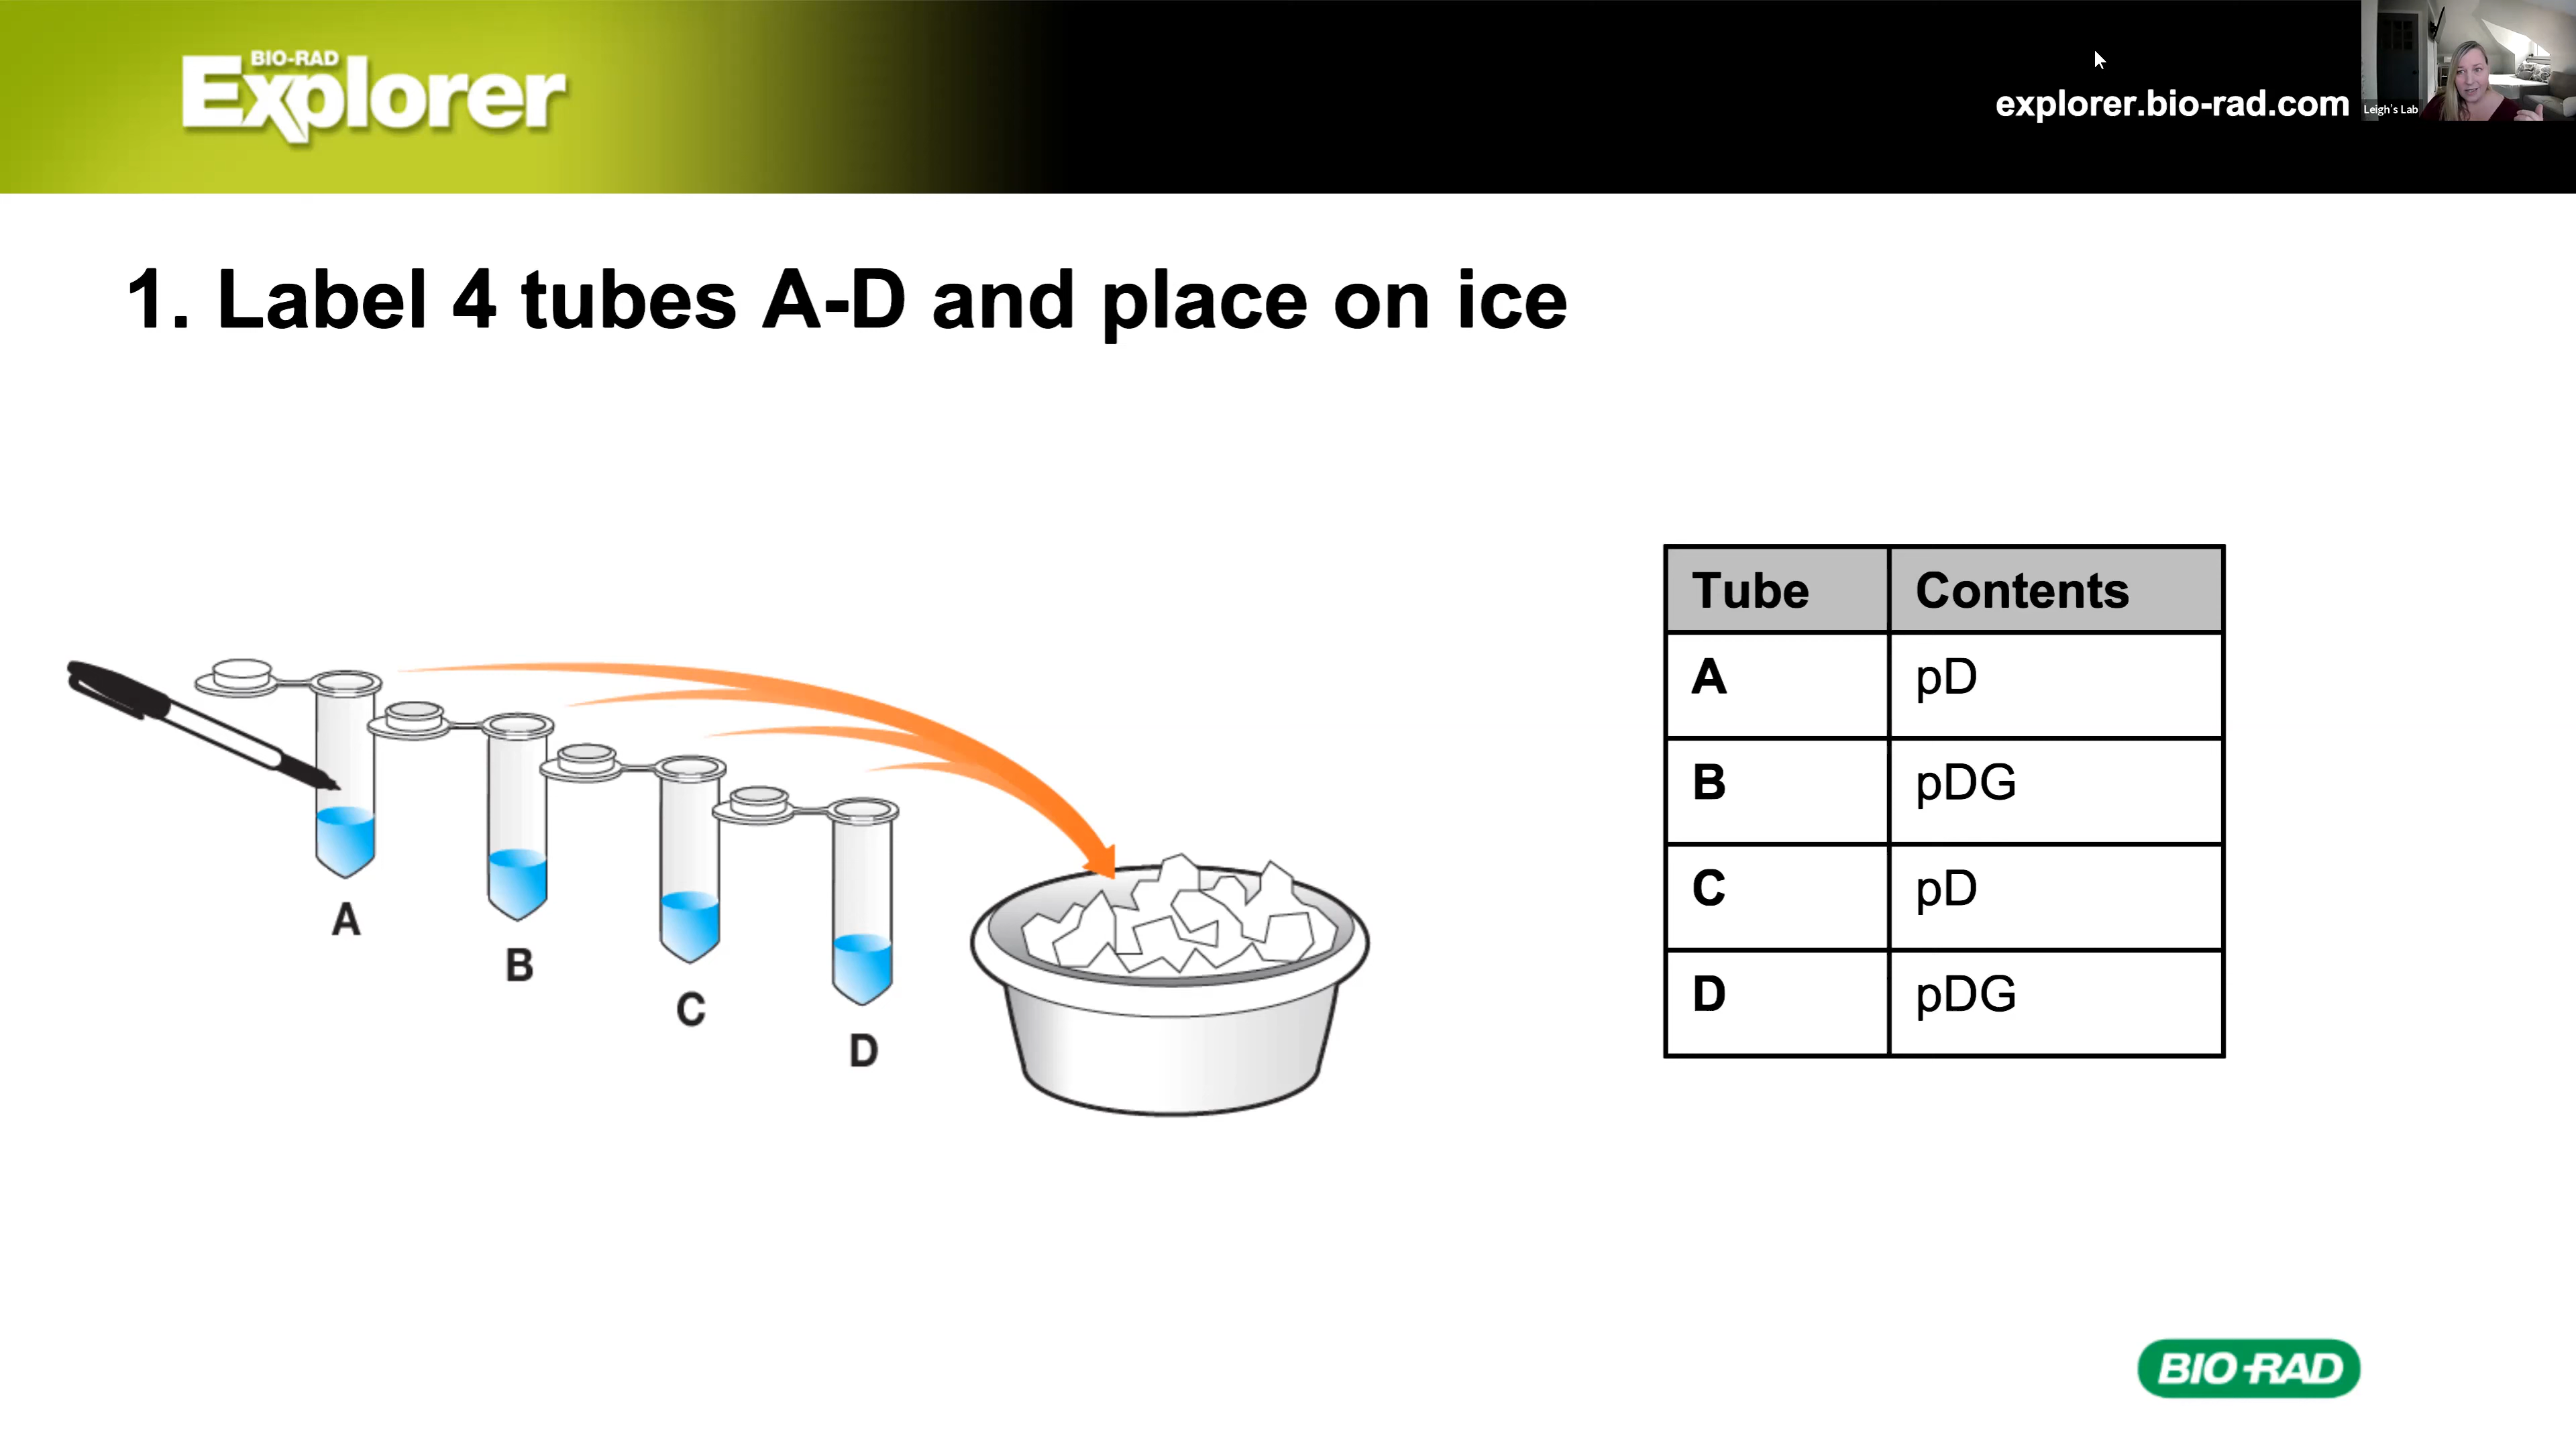 BIO-RAD
Explorer
explorer.bio-rad.com
Leigh's Lab
1. Label 4 tubes A-D and place on ice
A
B
C
D
Tube Contents
A pD
B pDG
C pD
D pDG
BIO-RAD